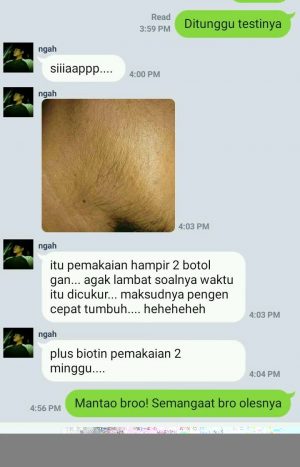 Read
3:59 PM
Ditunggu testinya
ngah
siiiaappp....
4:00 PM
ngah
4:03 PM
ngah
itu pemakaian hampir 2 botol
gan... agak lambat soalnya waktu
itu dicukur... maksudnya pengen
cepat tumbuh.... heheheheh
4:03 PM
ngah
plus biotin pemakaian 2
minggu....
4:04 PM
4:56 PM
Mantao broo! Semangaat bro olesnya